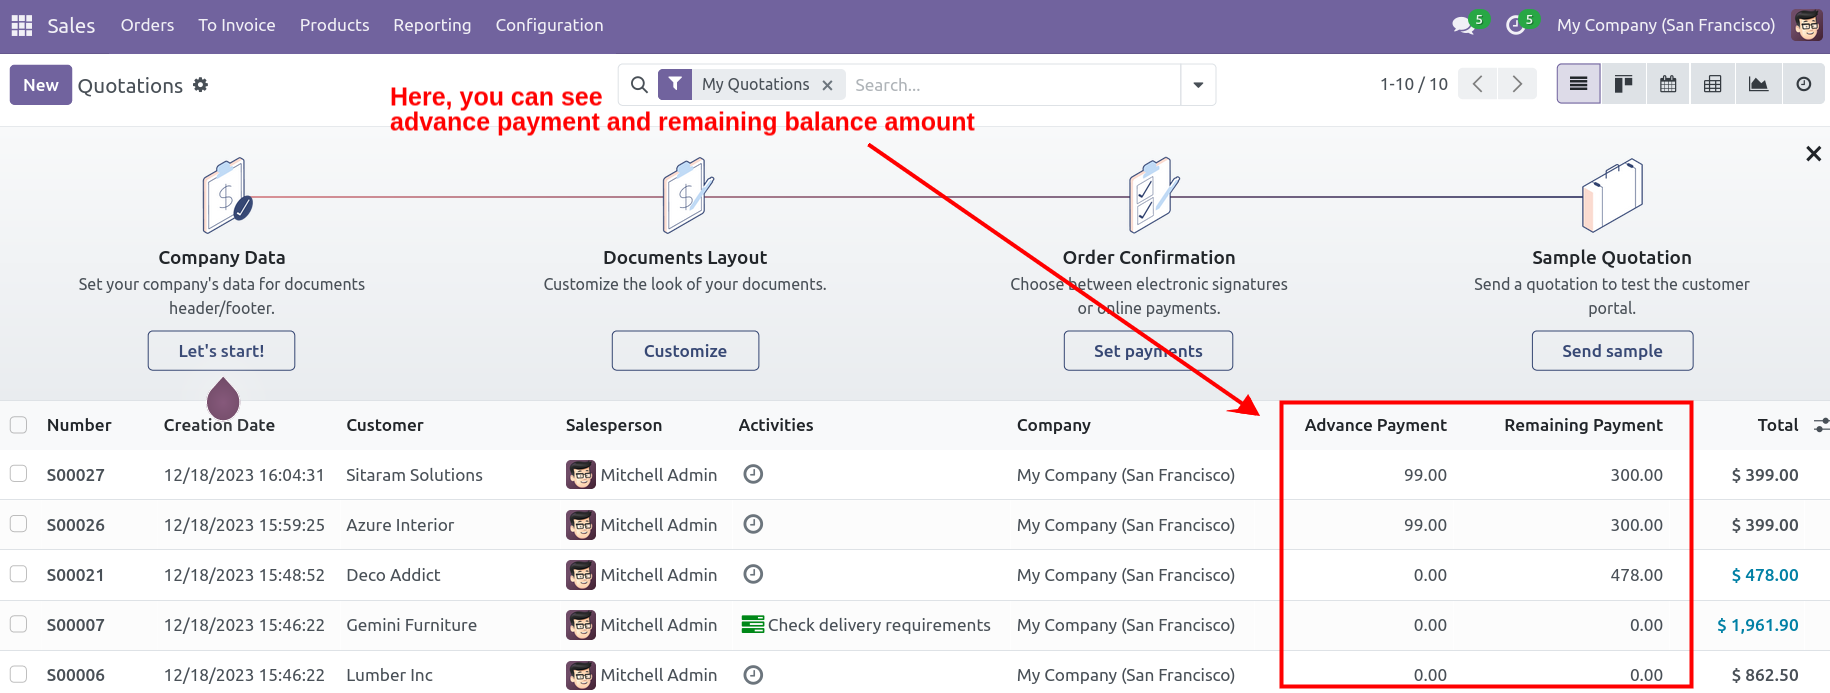 Sales Orders To Invoice Products Reporting Configuration 5 5 My Company (San Francisco)
New Quotations My Quotations × Search... 1-10 / 10
Here, you can see
advance payment and remaining balance amount
$ $
Company Data Documents Layout Order Confirmation Sample Quotation
Set your company's data for documents Customize the look of your documents. Choose between electronic signatures Send a quotation to test the customer
header/footer. or online payments. portal.
Let's start! Customize Set payments Send sample
Number Creation Date Customer Salesperson Activities Company Advance Payment Remaining Payment Total
S00027 12/18/2023 16:04:31 Sitaram Solutions Mitchell Admin My Company (San Francisco) 99.00 300.00 $ 399.00
S00026 12/18/2023 15:59:25 Azure Interior Mitchell Admin My Company (San Francisco) 99.00 300.00 $ 399.00
S00021 12/18/2023 15:48:52 Deco Addict Mitchell Admin My Company (San Francisco) 0.00 478.00 $ 478.00
S00007 12/18/2023 15:46:22 Gemini Furniture Mitchell Admin Check delivery requirements My Company (San Francisco) 0.00 0.00 $ 1,961.90
S00006 12/18/2023 15:46:22 Lumber Inc Mitchell Admin My Company (San Francisco) 0.00 0.00 $ 862.50